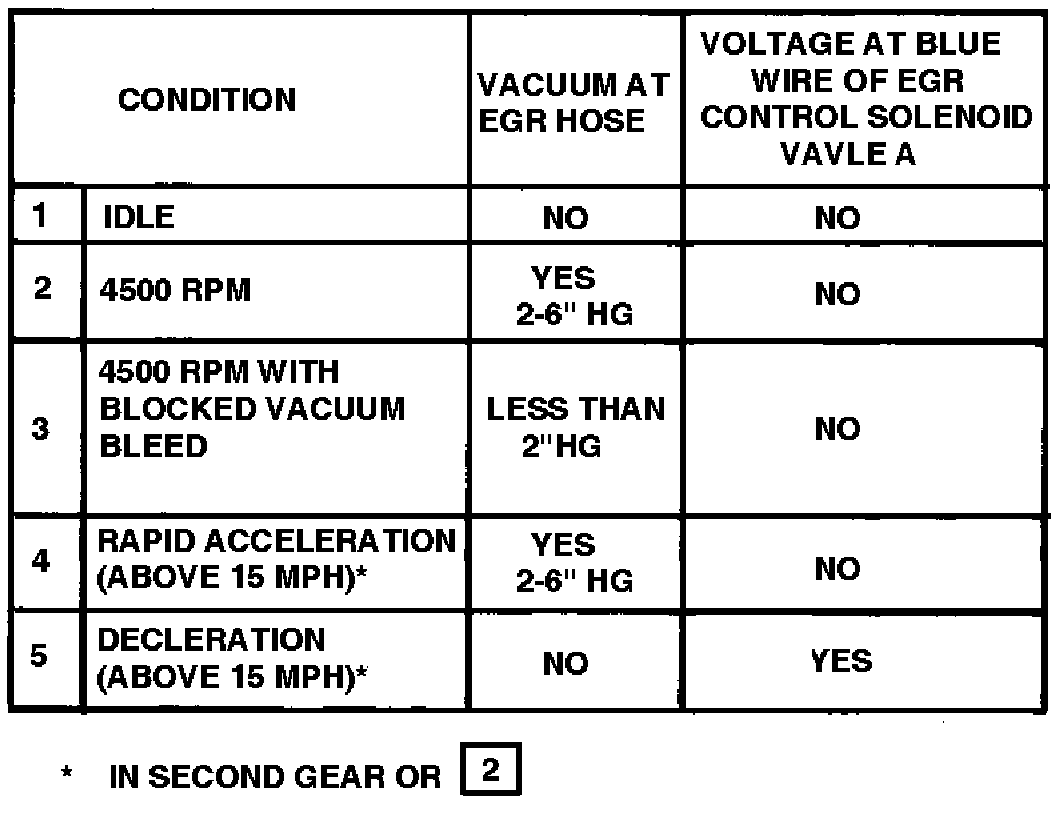 CONDITION
VACUUM AT
EGR HOSE
VOLTAGE AT BLUE
WIRE OF EGR
CONTROL SOLENOID
VAVLE A
1
IDLE
NO
NO
2
4500 RPM
YES
2-6" HG
NO
3
4500 RPM WITH
BLOCKED VACUUM
BLEED
LESS THAN
2"HG
NO
4
RAPID ACCELERATION
(ABOVE 15 MPH)*
YES
2-6" HG
NO
5
DECLERATION
(ABOVE 15 MPH)*
NO
YES
* IN SECOND GEAR OR 2